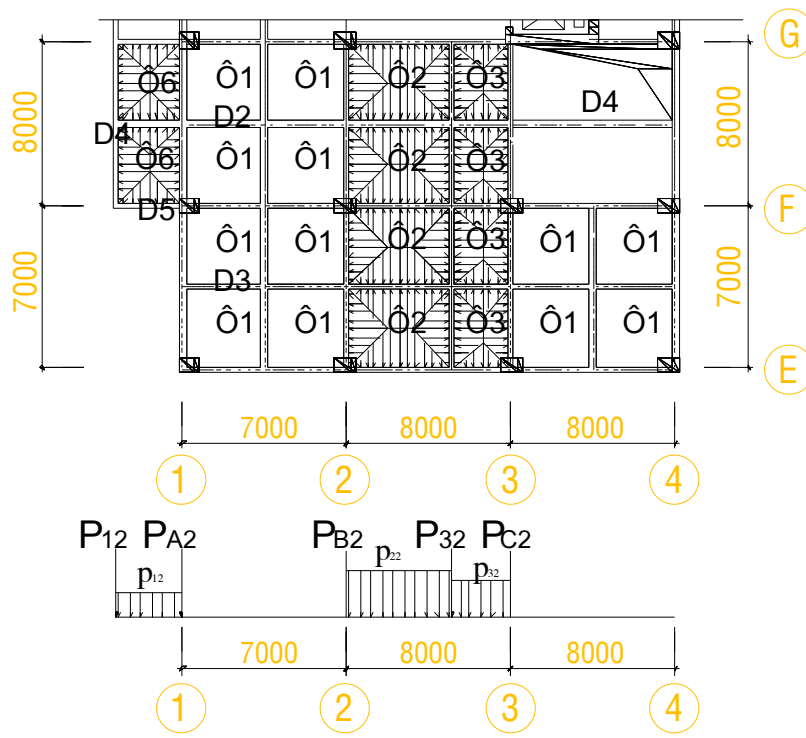 G
Ô6 Ô1 Ô1 Ô2 Ô3
8000 D4 D2 D4 8000
Ô6 Ô1 Ô1 Ô2 Ô3
D5 F
Ô1 Ô1 Ô2 Ô3 Ô1 Ô1
7000 D3 7000
Ô1 Ô1 Ô2 Ô3 Ô1 Ô1
E
7000 8000 8000
1 2 3 4
P12 PA2 PB2 P32 PC2
p12 p22 p32
7000 8000 8000
1 2 3 4